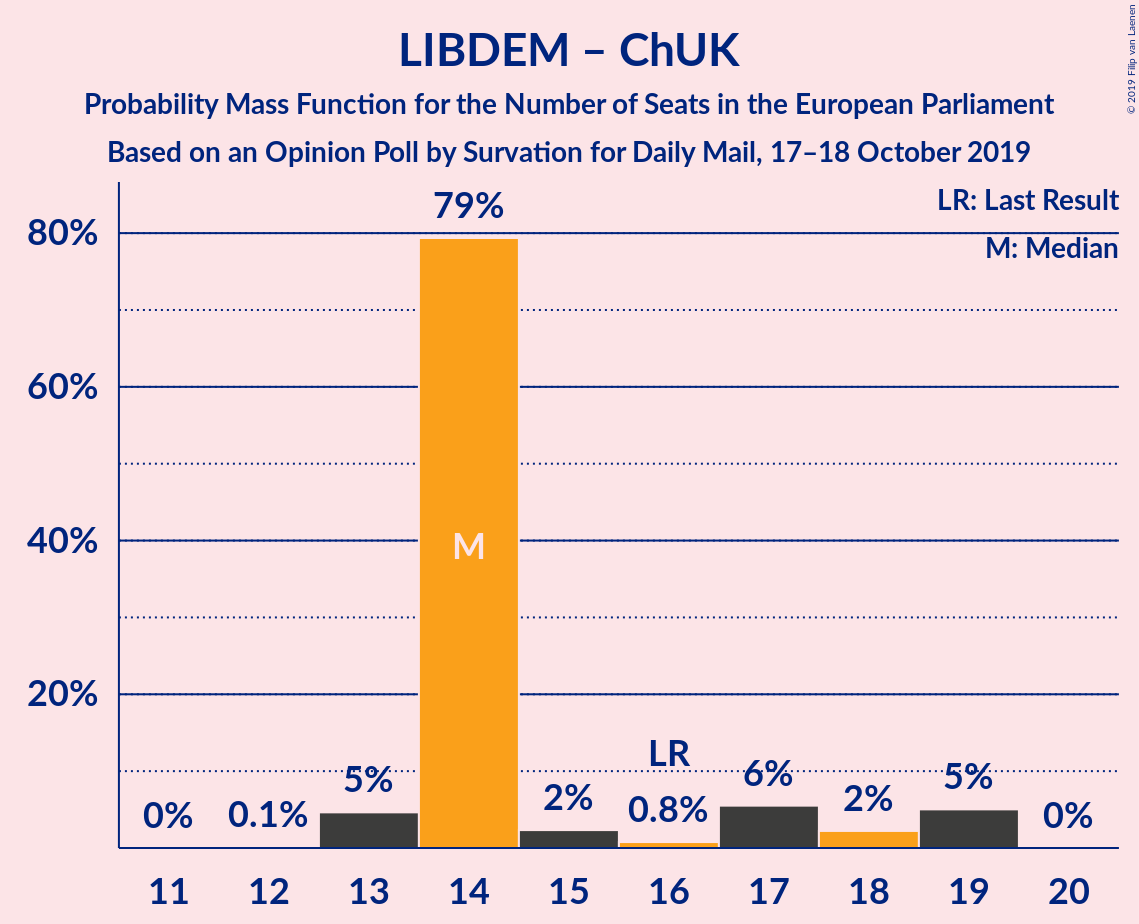 LIBDEM – ChUK
Probability Mass Function for the Number of Seats in the European Parliament
Based on an Opinion Poll by Survation for Daily Mail, 17–18 October 2019
© 2019 Filip van Laenen
LR: Last Result
M: Median
80%
60%
40%
20%
0%
0.1%
5%
79%
M
2%
LR
0.8%
6%
2%
5%
0%
11 12 13 14 15 16 17 18 19 20